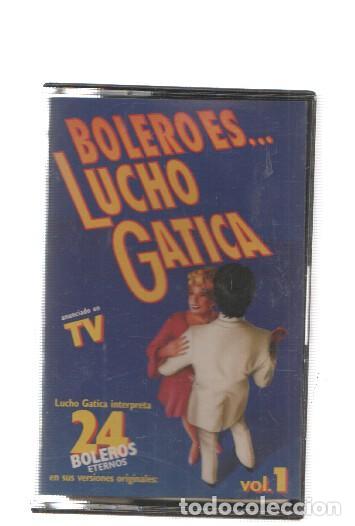 BOLERO ES...
LUCHO
GATICA
anunciado en
TV
Lucho Gatica interpreta
24
BOLEROS
ETERNOS
en sus versiones originales:
vol.1
todocoleccion.net